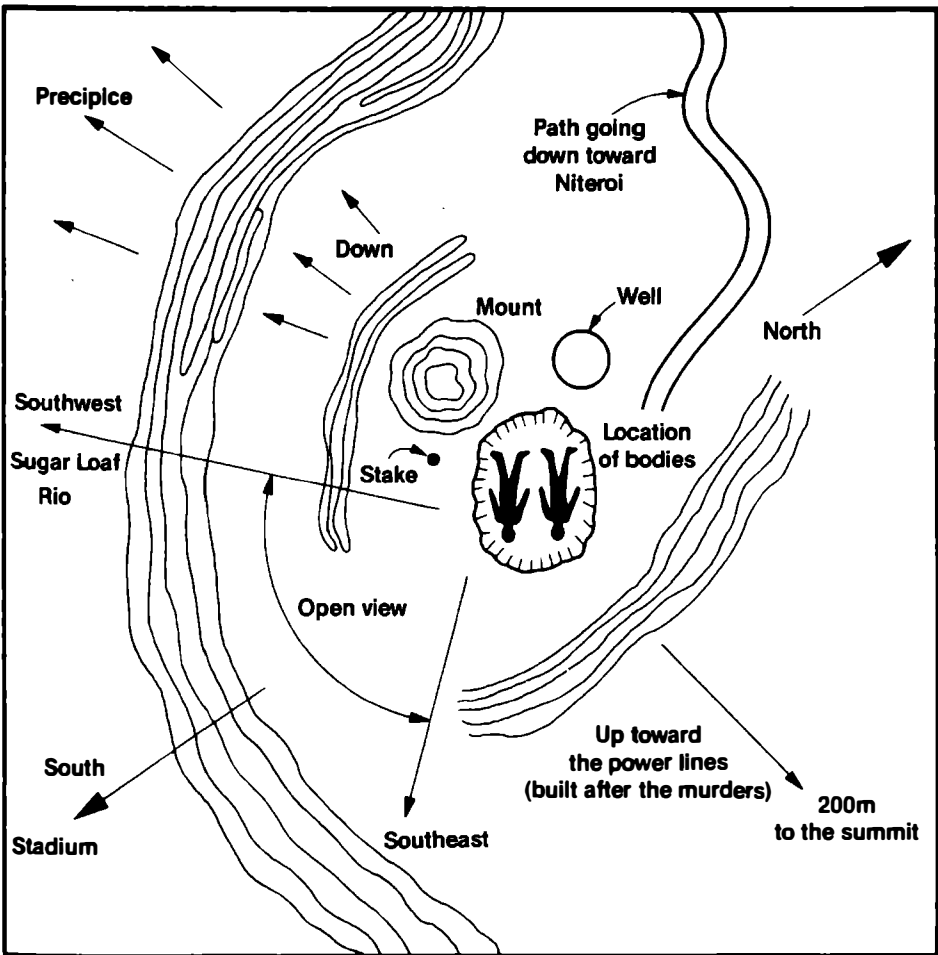 Precipice
Path going
down toward
Niteroi
Down
Mount
Well
North
Southwest
Sugar Loaf
Rio
Stake
Location
of bodies
Open view
Up toward
the power lines
(built after the murders)
South
Stadium
Southeast
200m
to the summit